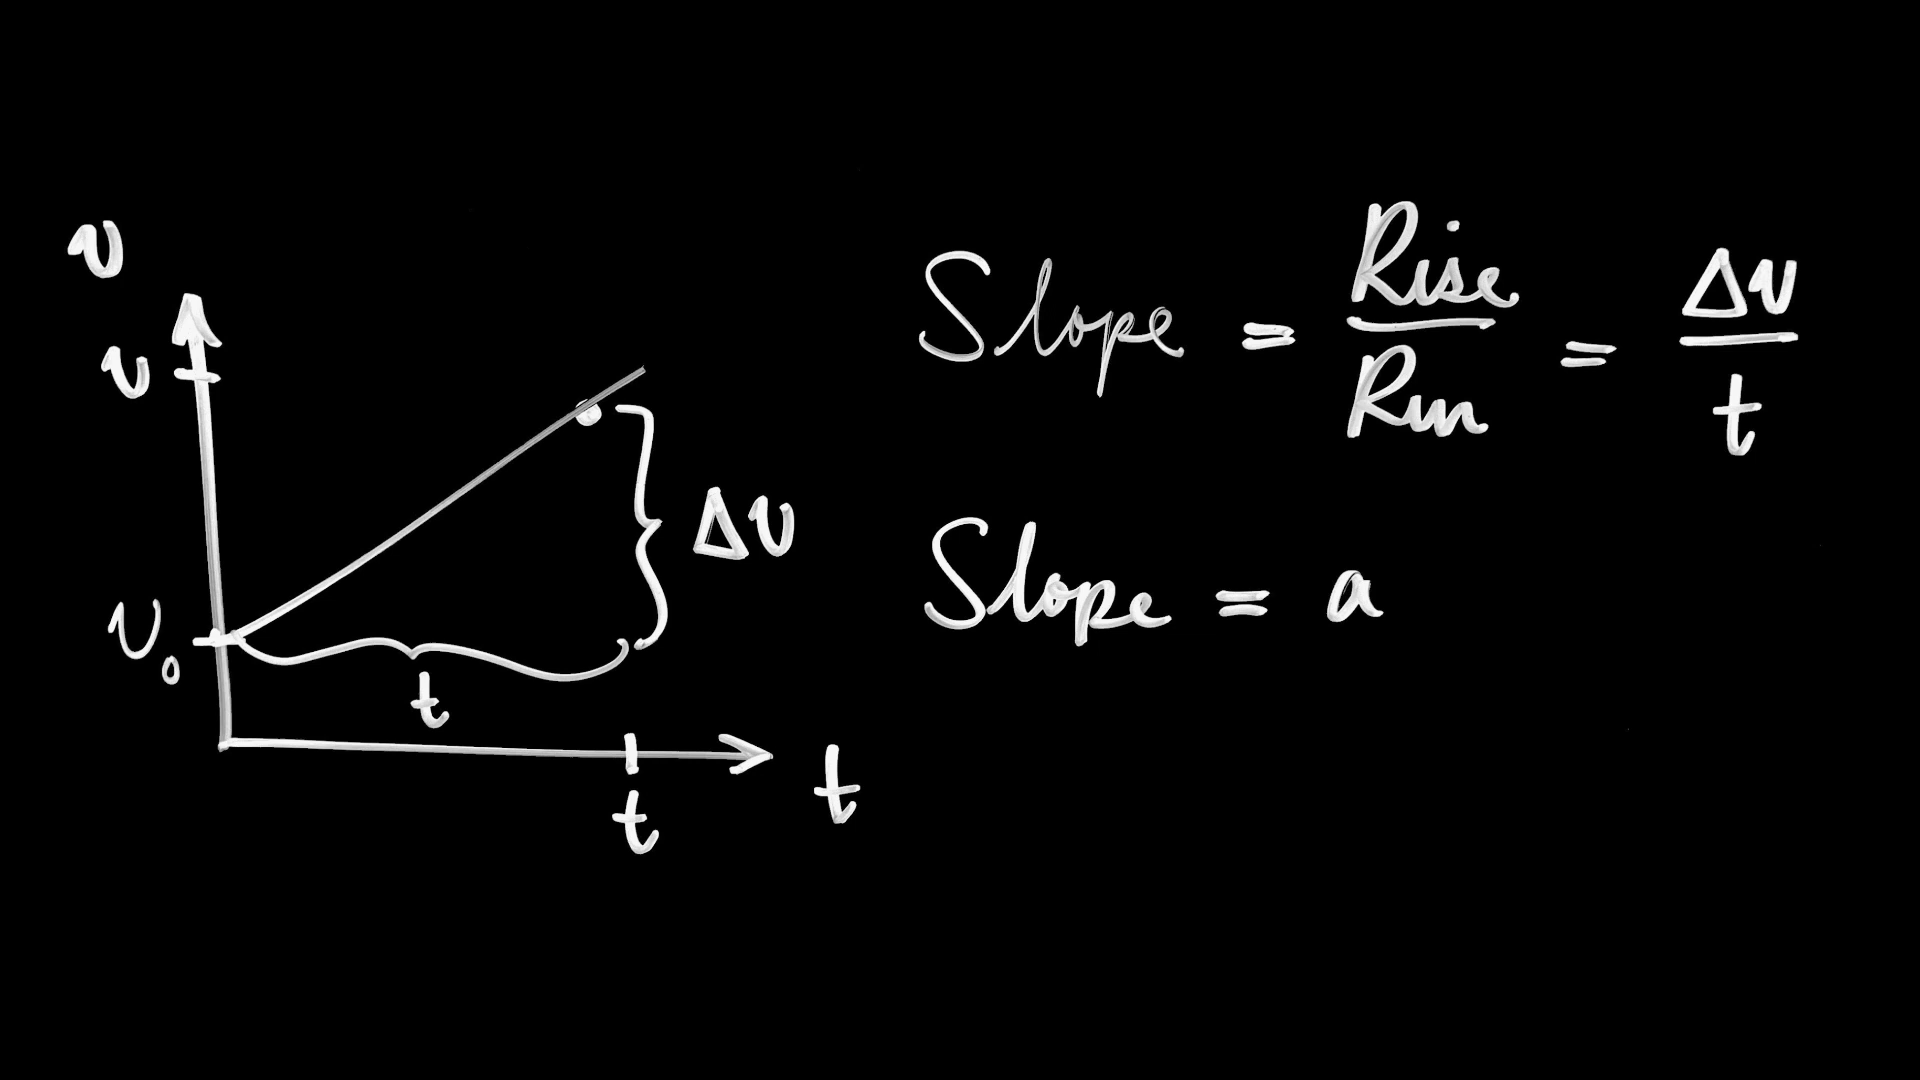 v
v
v₀
Δv
t
t
t
Slope = Rise/Run = Δv/t
Slope = a